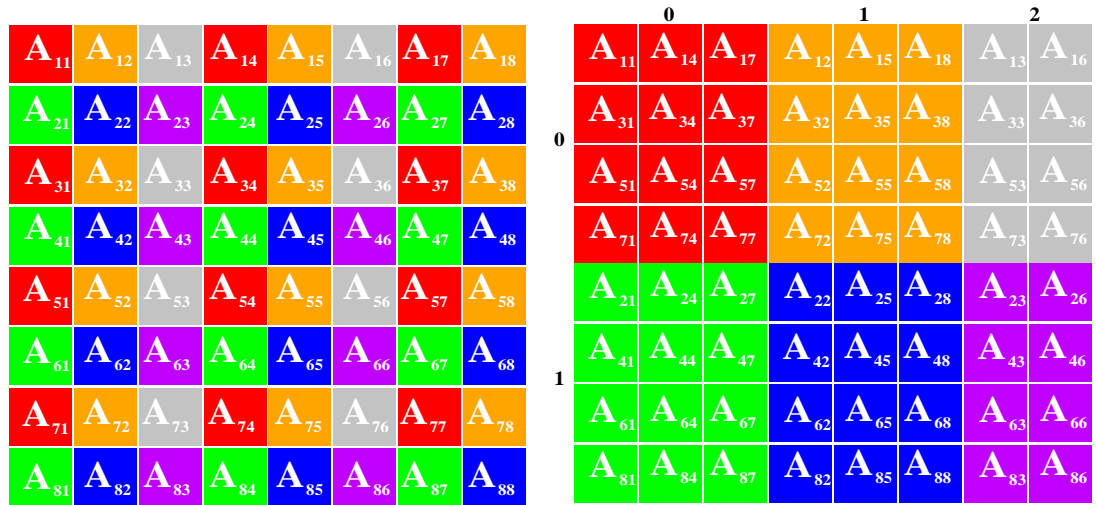 0 1 2
A11 A12 A13 A14 A15 A16 A17 A18 A11 A14 A17 A12 A15 A18 A13 A16
A21 A22 A23 A24 A25 A26 A27 A28 A31 A34 A37 A32 A35 A38 A33 A36
0
A31 A32 A33 A34 A35 A36 A37 A38 A51 A54 A57 A52 A55 A58 A53 A56
A41 A42 A43 A44 A45 A46 A47 A48 A71 A74 A77 A72 A75 A78 A73 A76
A51 A52 A53 A54 A55 A56 A57 A58 A21 A24 A27 A22 A25 A28 A23 A26
A61 A62 A63 A64 A65 A66 A67 A68 A41 A44 A47 A42 A45 A48 A43 A46
1
A71 A72 A73 A74 A75 A76 A77 A78 A61 A64 A67 A62 A65 A68 A63 A66
A81 A82 A83 A84 A85 A86 A87 A88 A81 A84 A87 A82 A85 A88 A83 A86